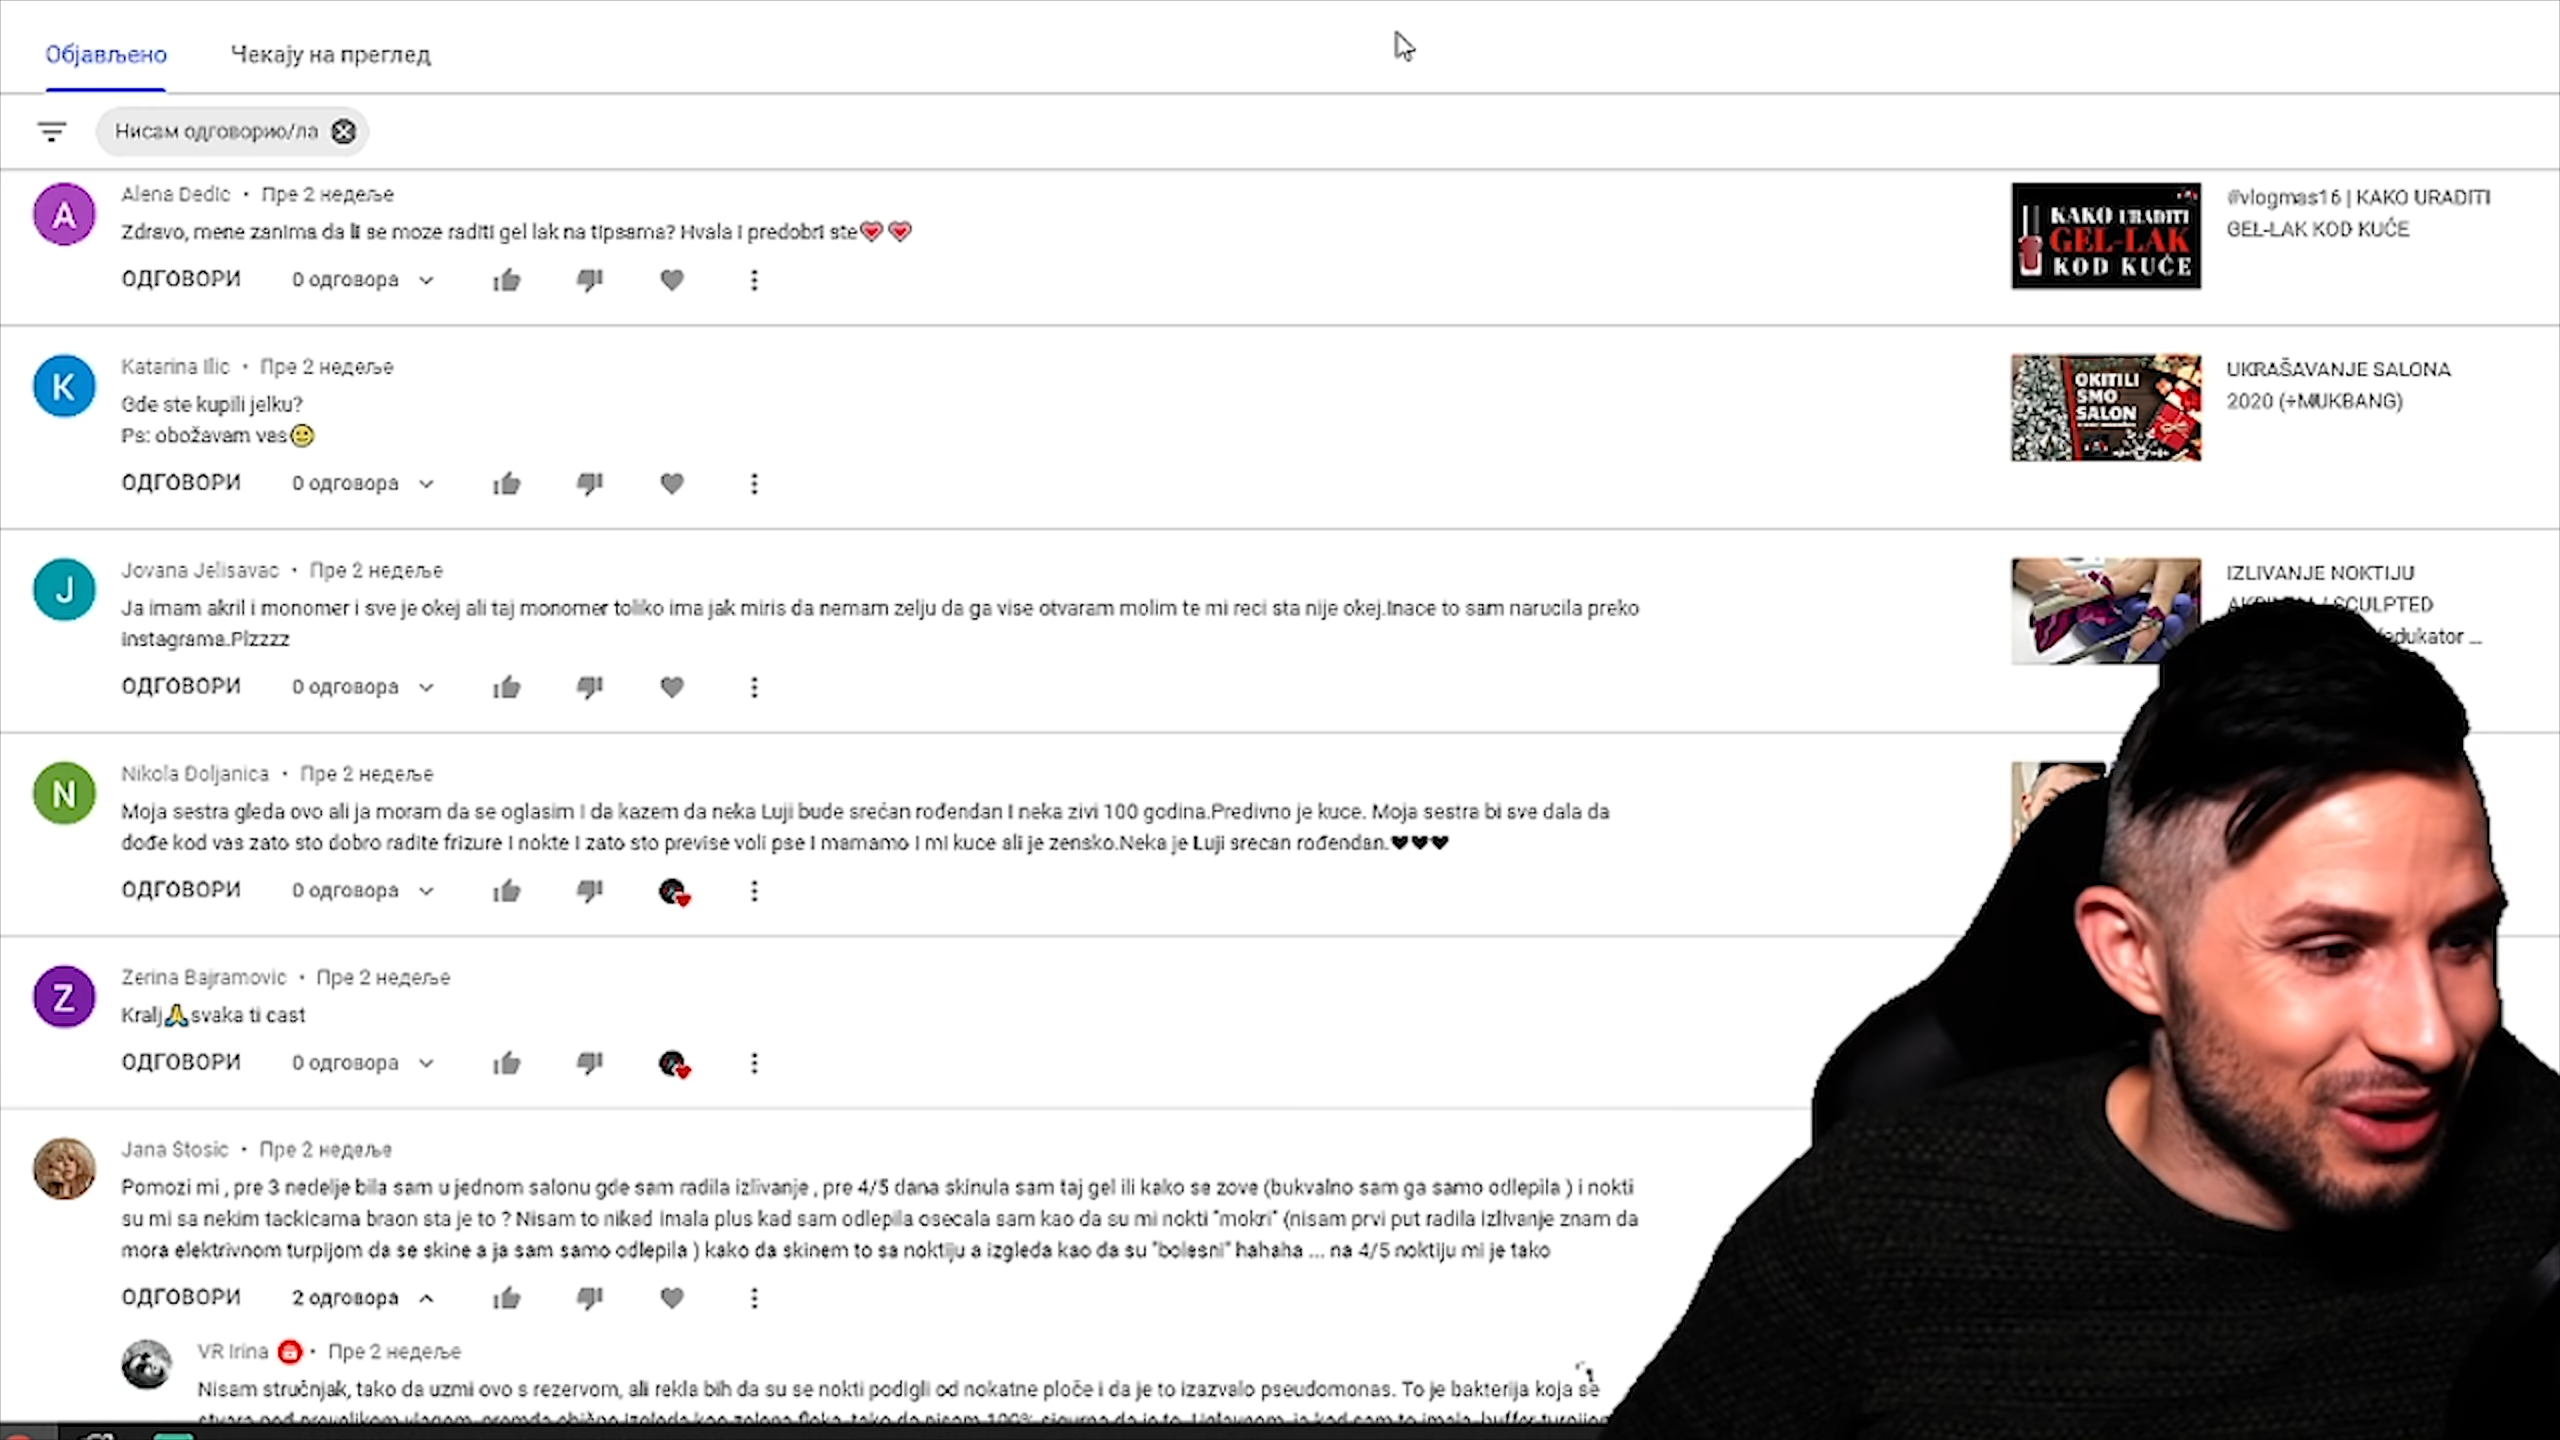 Објављено
Чекају на преглед
Нисам одговорио/ла
Alena Dedic • Пре 2 недеље
Zdravo, mene zanima da li se moze raditi gel lak na tipsama? Hvala i predobri ste💗💗
ОДГОВОРИ 0 одговора
KAKO URADITI
GEL-LAK
KOD KUĆE
#vlogmas16 | KAKO URADITI
GEL-LAK KOD KUĆE
Katarina Ilic • Пре 2 недеље
Gde ste kupili jelku?
Ps: obožavam vas🙂
ОДГОВОРИ 0 одговора
OKITILI
SMO
SALON
UKRAŠAVANJE SALONA
2020 (+MUKBANG)
Jovana Jelisavac • Пре 2 недеље
Ja imam akril i monomer i sve je okej ali taj monomer toliko ima jak miris da nemam zelju da ga vise otvaram molim te mi reci sta nije okej.Inace to sam narucila preko
instagrama.Plzzzz
ОДГОВОРИ 0 одговора
IZLIVANJE NOKTIJU
SCULPTED
edukator ...
Nikola Doljanica • Пре 2 недеље
Moja sestra gleda ovo ali ja moram da se oglasim I da kazem da neka Luji bude srećan rođendan I neka zivi 100 godina.Predivno je kuce. Moja sestra bi sve dala da
dođe kod vas zato sto dobro radite frizure I nokte I zato sto previse voli pse I mamamo I mi kuce ali je zensko.Neka je Luji srecan rođendan.♥♥♥
ОДГОВОРИ 0 одговора
Zerina Bajramovic • Пре 2 недеље
Kralj🙏svaka ti cast
ОДГОВОРИ 0 одговора
Jana Stosic • Пре 2 недеље
Pomozi mi , pre 3 nedelje bila sam u jednom salonu gde sam radila izlivanje , pre 4/5 dana skinula sam taj gel ili kako se zove (bukvalno sam ga samo odlepila ) i nokti
su mi sa nekim tackicama braon sta je to ? Nisam to nikad imala plus kad sam odlepila osecala sam kao da su mi nokti "mokri" (nisam prvi put radila izlivanje znam da
mora elektrivnom turpijom da se skine a ja sam samo odlepila ) kako da skinem to sa noktiju a izgleda kao da su "bolesni" hahaha ... na 4/5 noktiju mi je tako
ОДГОВОРИ 2 одговора
VR Irina • Пре 2 недеље
Nisam stručnjak, tako da uzmi ovo s rezervom, ali rekla bih da su se nokti podigli od nokatne ploče i da je to izazvalo pseudomonas. To je bakterija koja se